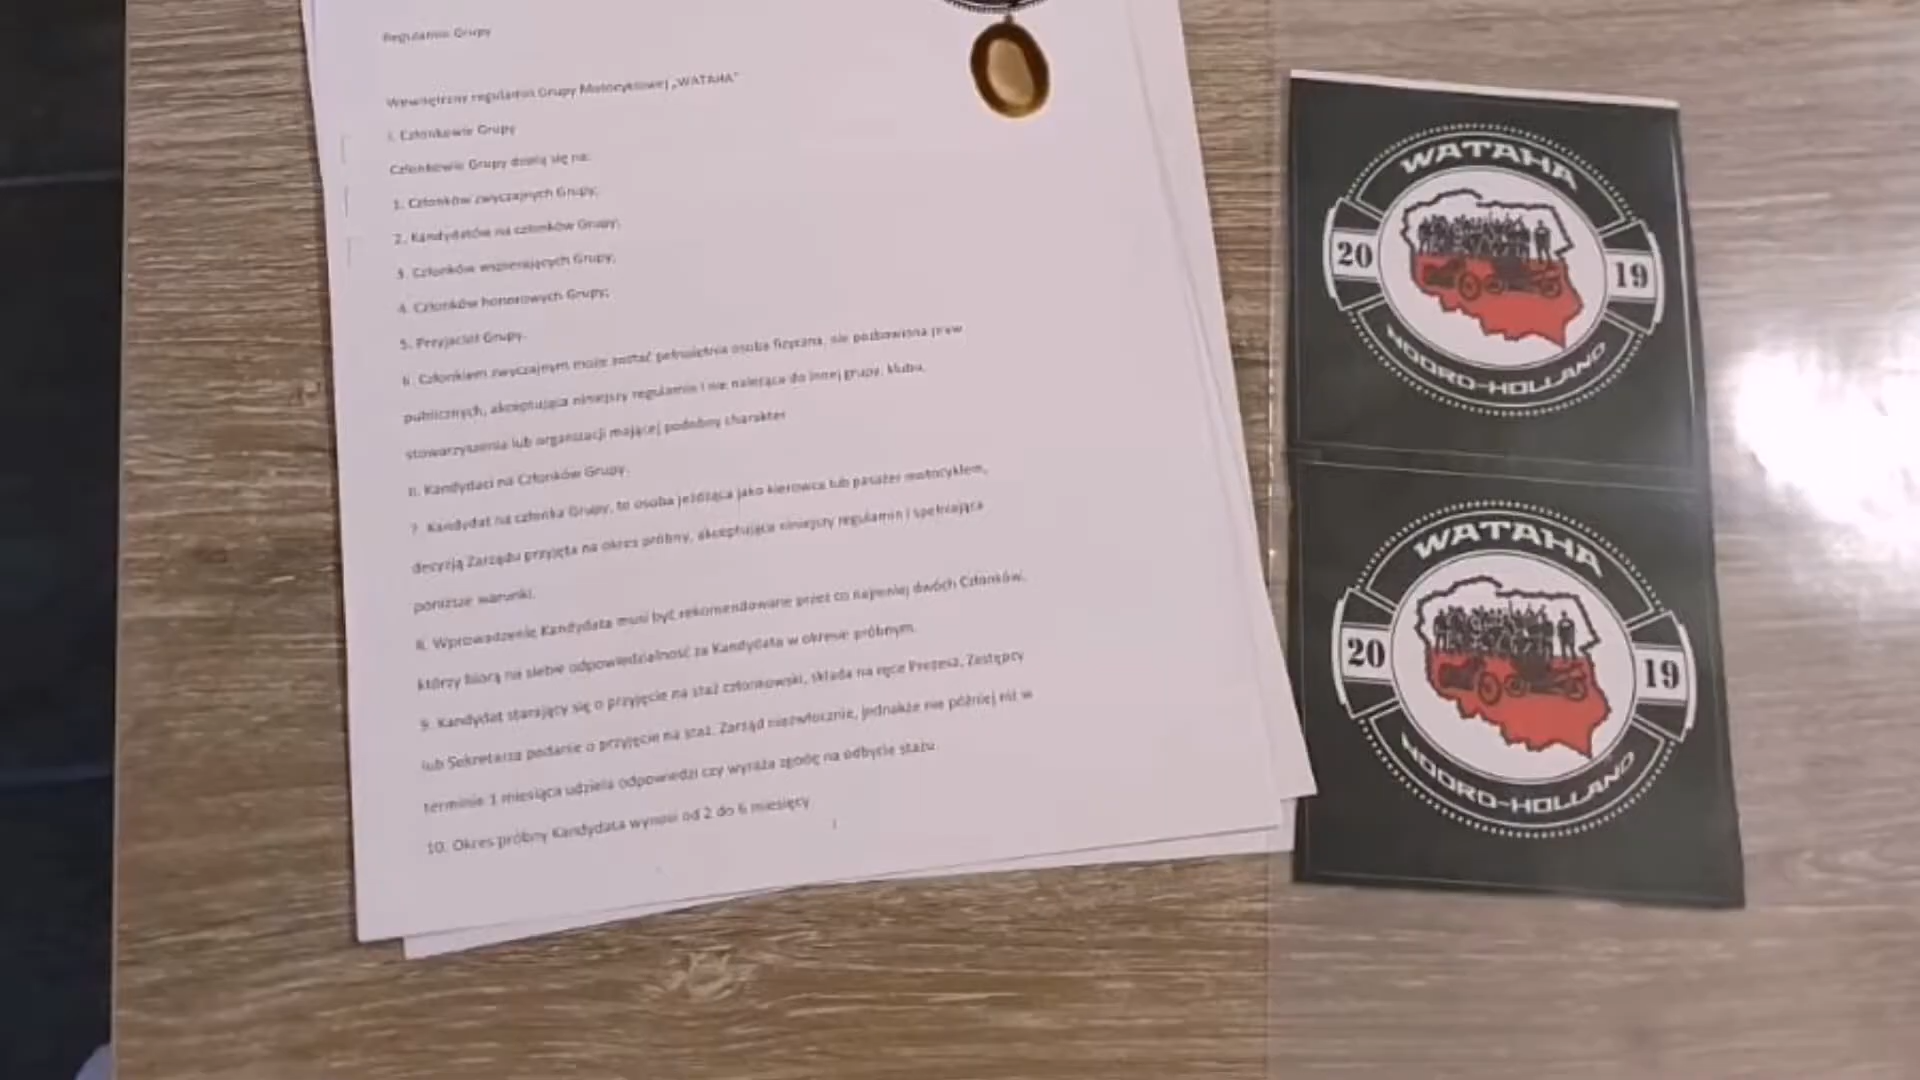 Regulamin Grupy
Wewnętrzny regulamin Grupy Motocyklowej „WATAHA"
I. Członkowie Grupy
Członkowie Grupy dzielą się na:
1. Członków zwyczajnych Grupy;
2. Kandydatów na członków Grupy;
3. Członków wspierających Grupy;
4. Członków honorowych Grupy;
5. Przyjaciół Grupy.
6. Członkiem zwyczajnym może zostać pełnoletnia osoba fizyczna, nie pozbawiona praw
publicznych, akceptująca niniejszy regulamin i nie należąca do innej grupy, klubu,
stowarzyszenia lub organizacji mającej podobny charakter
II. Kandydaci na Członków Grupy.
7. Kandydat na członka Grupy, to osoba jeżdżąca jako kierowca lub pasażer motocyklem,
decyzją Zarządu przyjęta na okres próbny, akceptująca niniejszy regulamin i spełniająca
poniższe warunki.
8. Wprowadzenie Kandydata musi być rekomendowane przez co najmniej dwóch Członków,
którzy biorą na siebie odpowiedzialność za Kandydata w okresie próbnym.
9. Kandydat starający się o przyjęcie na staż członkowski, składa na ręce Prezesa, Zastępcy
lub Sekretarza podanie o przyjęcie na staż. Zarząd niezwłocznie, jednakże nie później niż w
terminie 1 miesiąca udziela odpowiedzi czy wyraża zgodę na odbycie stażu
10. Okres próbny Kandydata wynosi od 2 do 6 miesięcy
WATAHA
20 19
NOORD-HOLLAND
WATAHA
20 19
NOORD-HOLLAND